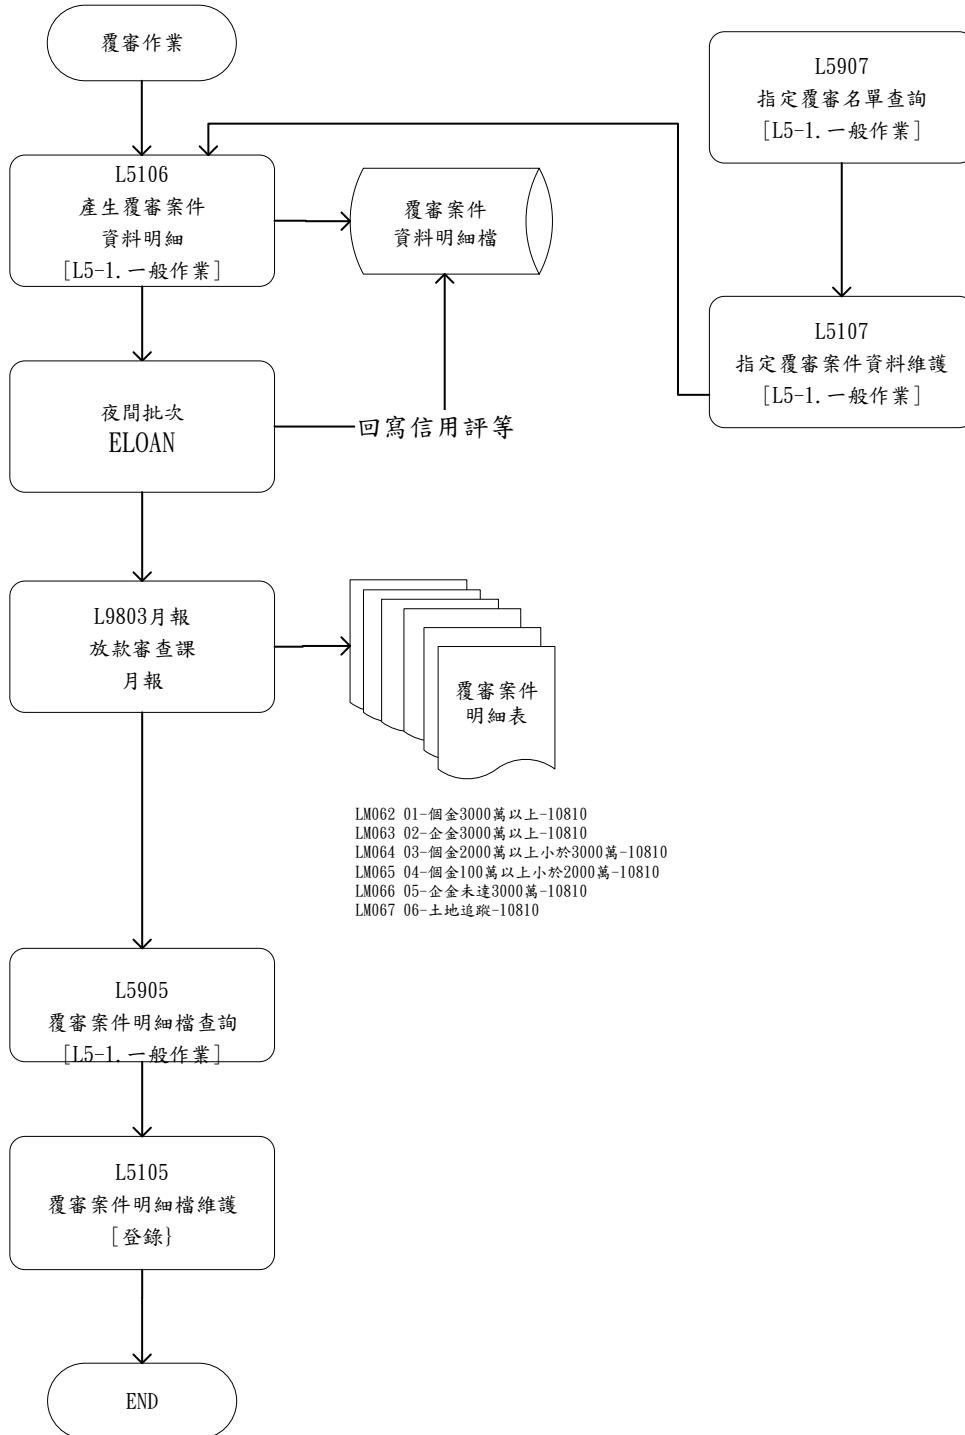 覆審作業
L5907
指定覆審名單查詢
[L5-1.一般作業]
L5106
產生覆審案件
資料明細
[L5-1.一般作業]
覆審案件
資料明細檔
L5107
指定覆審案件資料維護
[L5-1.一般作業]
夜間批次
ELOAN
回寫信用評等
L9803月報
放款審查課
月報
覆審案件
明細表
LM062 01-個金3000萬以上-10810
LM063 02-企金3000萬以上-10810
LM064 03-個金2000萬以上小於3000萬-10810
LM065 04-個金100萬以上小於2000萬-10810
LM066 05-企金未達3000萬-10810
LM067 06-土地追蹤-10810
L5905
覆審案件明細檔查詢
[L5-1.一般作業]
L5105
覆審案件明細檔維護
[登錄}
END